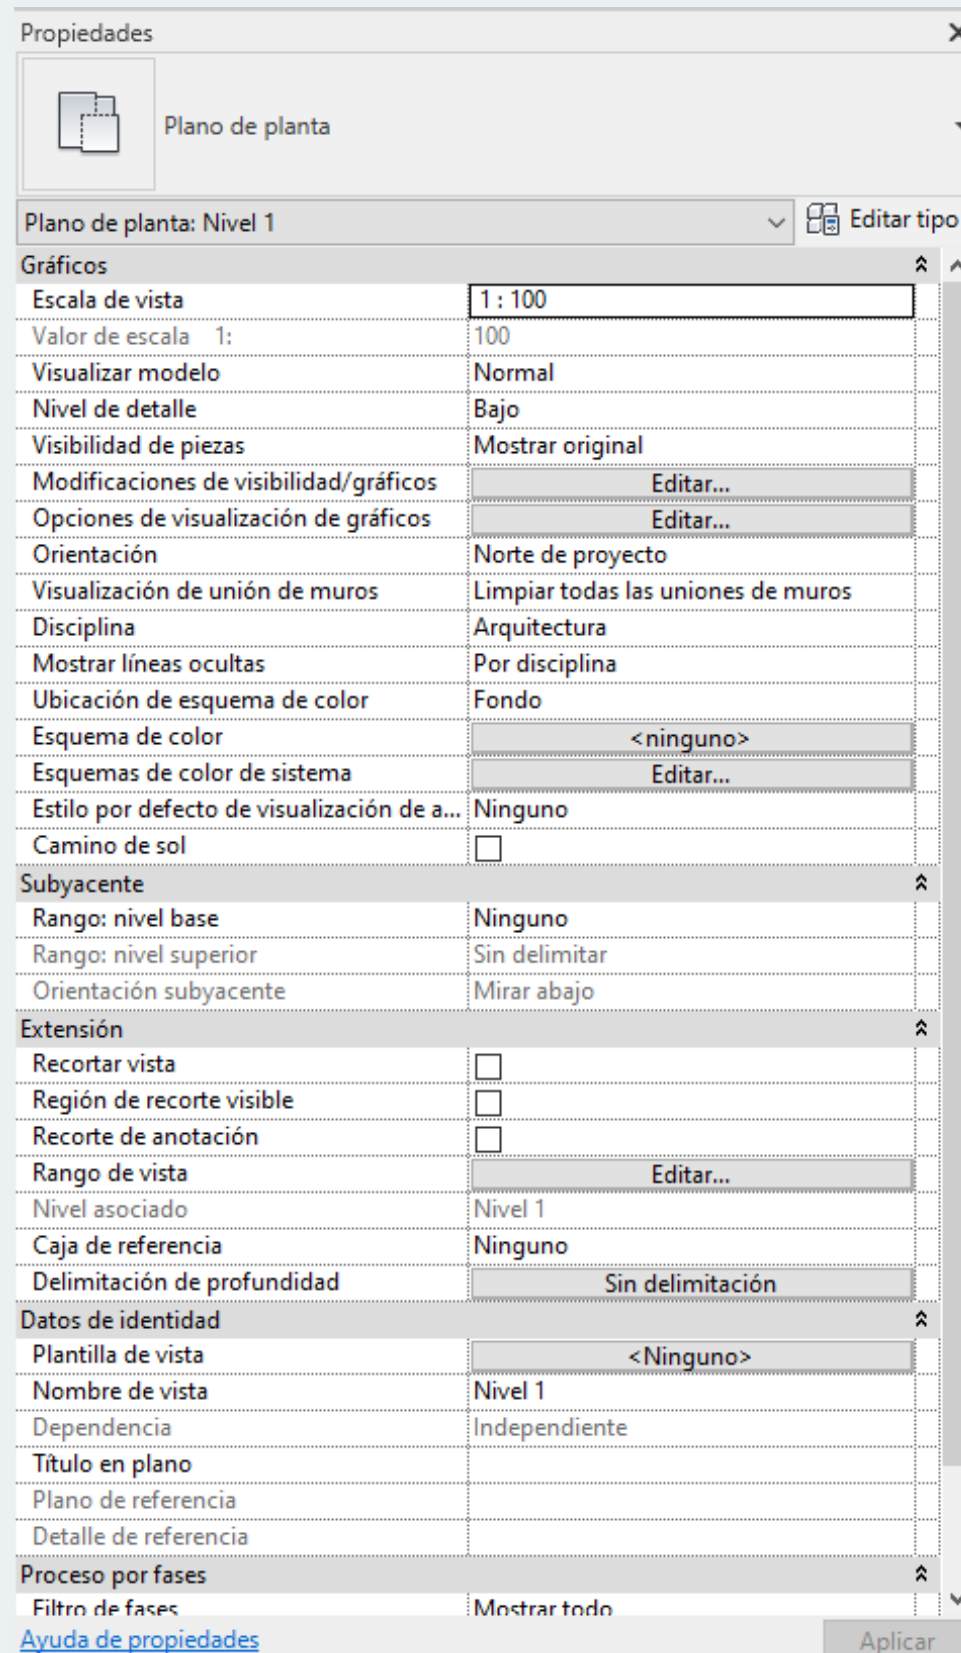 Propiedades
Plano de planta
Plano de planta: Nivel 1 Editar tipo
Gráficos
Escala de vista 1 : 100
Valor de escala 1: 100
Visualizar modelo Normal
Nivel de detalle Bajo
Visibilidad de piezas Mostrar original
Modificaciones de visibilidad/gráficos Editar...
Opciones de visualización de gráficos Editar...
Orientación Norte de proyecto
Visualización de unión de muros Limpiar todas las uniones de muros
Disciplina Arquitectura
Mostrar líneas ocultas Por disciplina
Ubicación de esquema de color Fondo
Esquema de color <ninguno>
Esquemas de color de sistema Editar...
Estilo por defecto de visualización de a... Ninguno
Camino de sol
Subyacente
Rango: nivel base Ninguno
Rango: nivel superior Sin delimitar
Orientación subyacente Mirar abajo
Extensión
Recortar vista
Región de recorte visible
Recorte de anotación
Rango de vista Editar...
Nivel asociado Nivel 1
Caja de referencia Ninguno
Delimitación de profundidad Sin delimitación
Datos de identidad
Plantilla de vista <Ninguno>
Nombre de vista Nivel 1
Dependencia Independiente
Título en plano
Plano de referencia
Detalle de referencia
Proceso por fases
Filtro de fases Mostrar todo
Ayuda de propiedades Aplicar